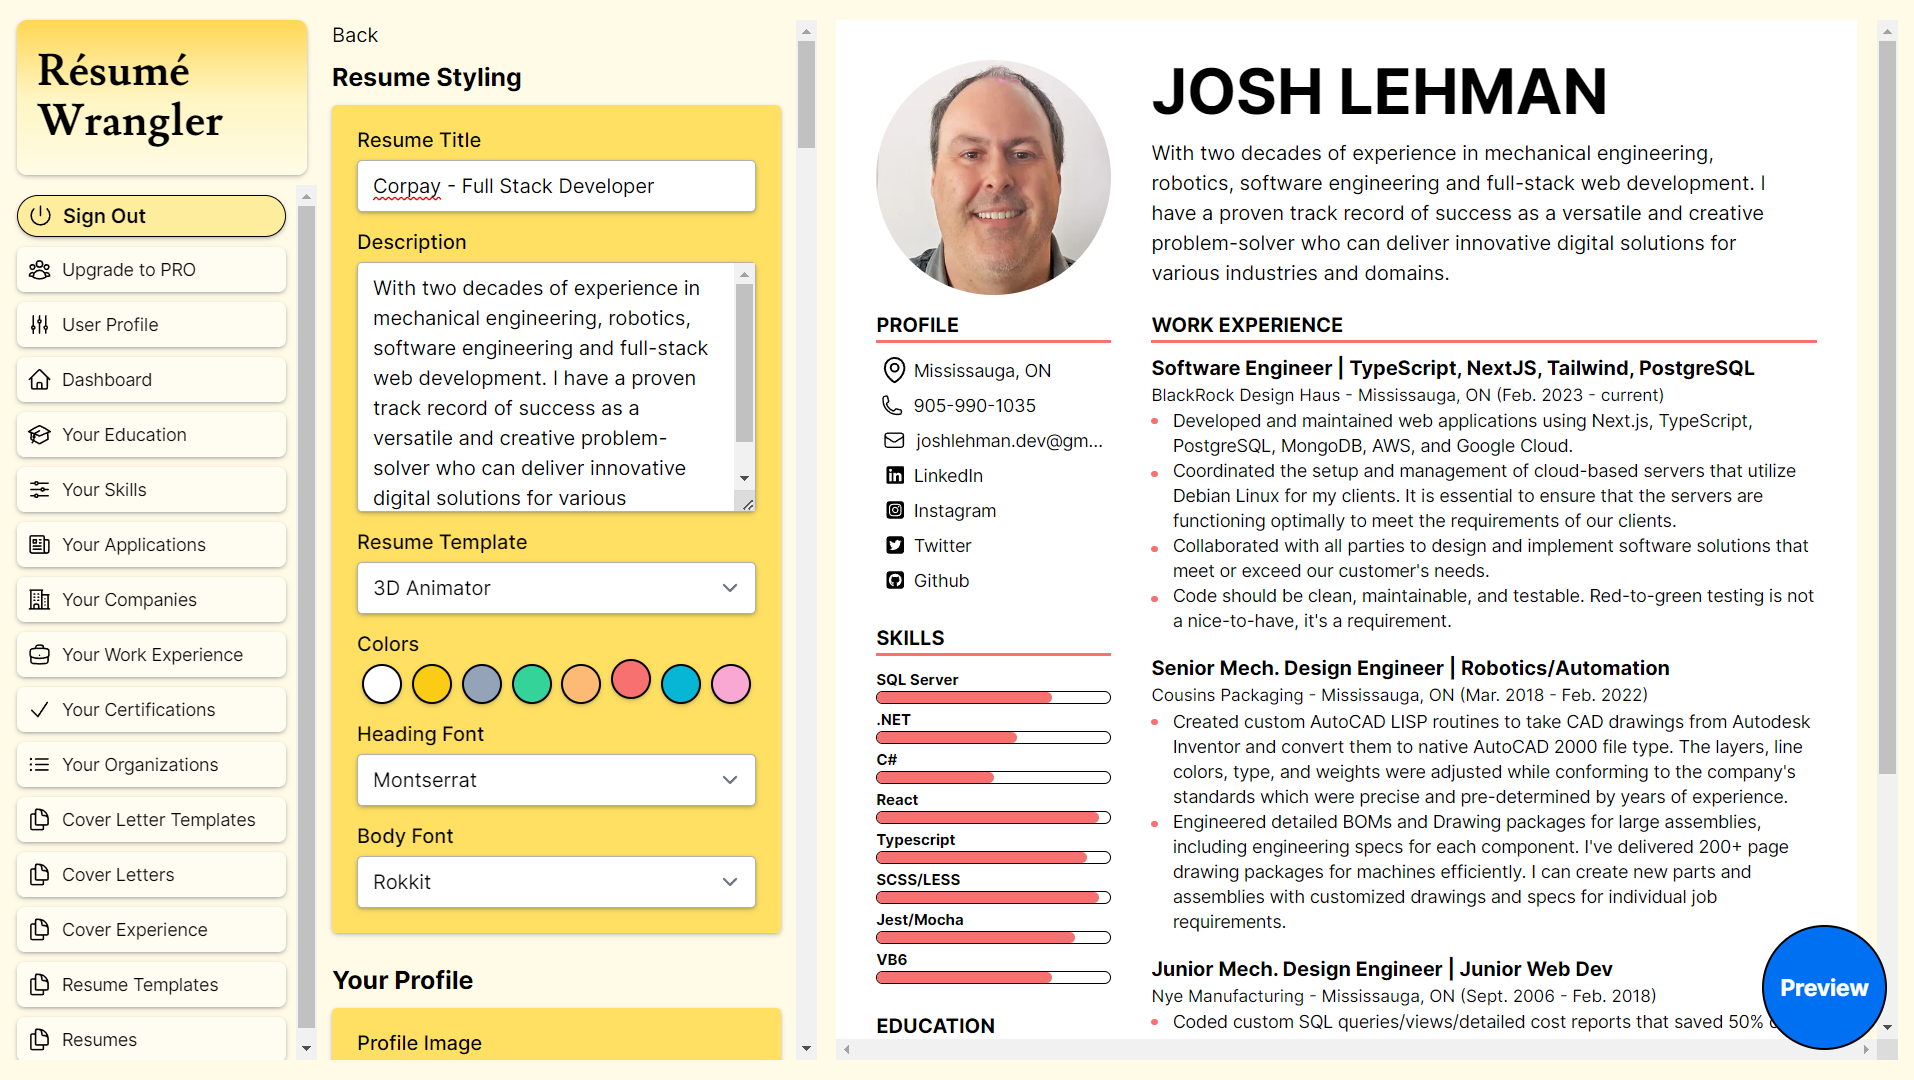 Résumé
Wrangler
Sign Out
Upgrade to PRO
User Profile
Dashboard
Your Education
Your Skills
Your Applications
Your Companies
Your Work Experience
Your Certifications
Your Organizations
Cover Letter Templates
Cover Letters
Cover Experience
Resume Templates
Resumes
Back
Resume Styling
Resume Title
Corpay - Full Stack Developer
Description
With two decades of experience in
mechanical engineering, robotics,
software engineering and full-stack
web development. I have a proven
track record of success as a
versatile and creative problem-
solver who can deliver innovative
digital solutions for various
Resume Template
3D Animator
Colors
Heading Font
Montserrat
Body Font
Rokkit
Your Profile
Profile Image
JOSH LEHMAN
With two decades of experience in mechanical engineering,
robotics, software engineering and full-stack web development. I
have a proven track record of success as a versatile and creative
problem-solver who can deliver innovative digital solutions for
various industries and domains.
PROFILE
Mississauga, ON
905-990-1035
joshlehman.dev@gm...
LinkedIn
Instagram
Twitter
Github
SKILLS
SQL Server
.NET
C#
React
Typescript
SCSS/LESS
Jest/Mocha
VB6
EDUCATION
WORK EXPERIENCE
Software Engineer | TypeScript, NextJS, Tailwind, PostgreSQL
BlackRock Design Haus - Mississauga, ON (Feb. 2023 - current)
Developed and maintained web applications using Next.js, TypeScript,
PostgreSQL, MongoDB, AWS, and Google Cloud.
Coordinated the setup and management of cloud-based servers that utilize
Debian Linux for my clients. It is essential to ensure that the servers are
functioning optimally to meet the requirements of our clients.
Collaborated with all parties to design and implement software solutions that
meet or exceed our customer's needs.
Code should be clean, maintainable, and testable. Red-to-green testing is not
a nice-to-have, it's a requirement.
Senior Mech. Design Engineer | Robotics/Automation
Cousins Packaging - Mississauga, ON (Mar. 2018 - Feb. 2022)
Created custom AutoCAD LISP routines to take CAD drawings from Autodesk
Inventor and convert them to native AutoCAD 2000 file type. The layers, line
colors, type, and weights were adjusted while conforming to the company's
standards which were precise and pre-determined by years of experience.
Engineered detailed BOMs and Drawing packages for large assemblies,
including engineering specs for each component. I've delivered 200+ page
drawing packages for machines efficiently. I can create new parts and
assemblies with customized drawings and specs for individual job
requirements.
Junior Mech. Design Engineer | Junior Web Dev
Nye Manufacturing - Mississauga, ON (Sept. 2006 - Feb. 2018)
Coded custom SQL queries/views/detailed cost reports that saved 50%
Preview